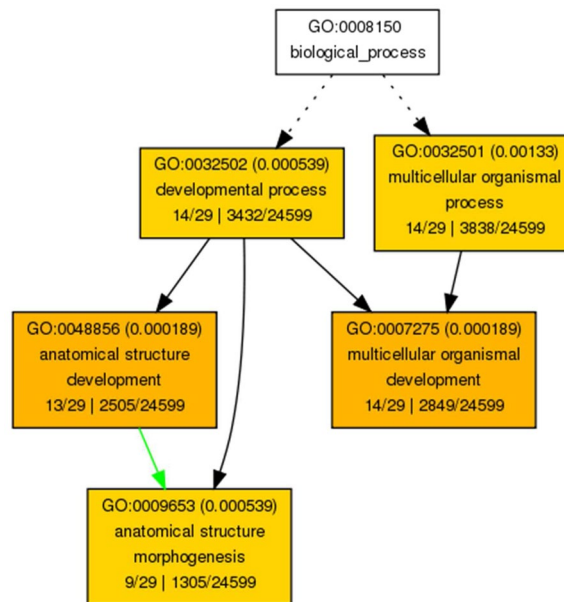 GO:0008150
biological_process
GO:0032502 (0.000539)
developmental process
14/29 | 3432/24599
GO:0032501 (0.00133)
multicellular organismal
process
14/29 | 3838/24599
GO:0048856 (0.000189)
anatomical structure
development
13/29 | 2505/24599
GO:0007275 (0.000189)
multicellular organismal
development
14/29 | 2849/24599
GO:0009653 (0.000539)
anatomical structure
morphogenesis
9/29 | 1305/24599